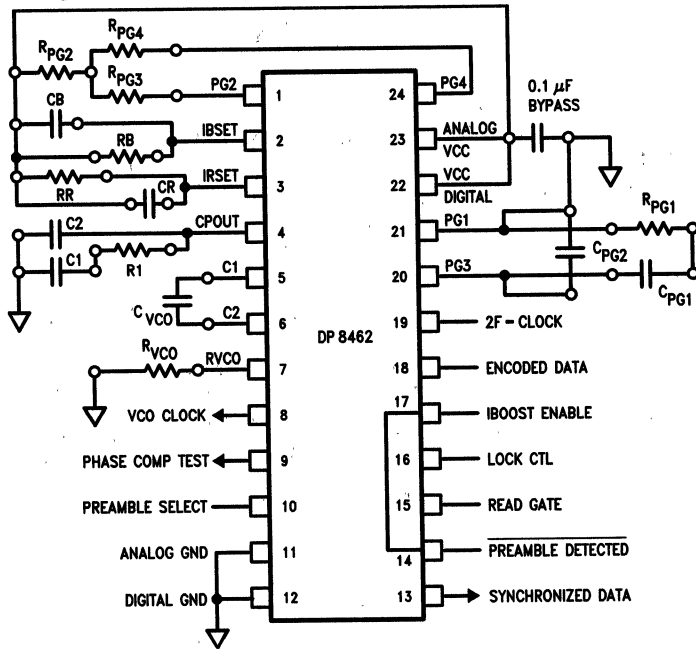 RPG4
RPG2
RPG3
PG2
1
24
PG4
0.1 μF
BYPASS
CB
IBSET
2
23
ANALOG
VCC
RB
RR
IRSET
3
22
VCC
DIGITAL
CR
CPOUT
4
21
PG1
RPG1
C2
C1
R1
C1
5
20
PG3
CPG2
CPG1
CVCO
C2
6
DP 8462
19
2F-CLOCK
RVCO
RVCO
7
18
ENCODED DATA
VCO CLOCK
8
17
IBOOST ENABLE
PHASE COMP TEST
9
16
LOCK CTL
PREAMBLE SELECT
10
15
READ GATE
ANALOG GND
11
14
PREAMBLE DETECTED
DIGITAL GND
12
13
SYNCHRONIZED DATA